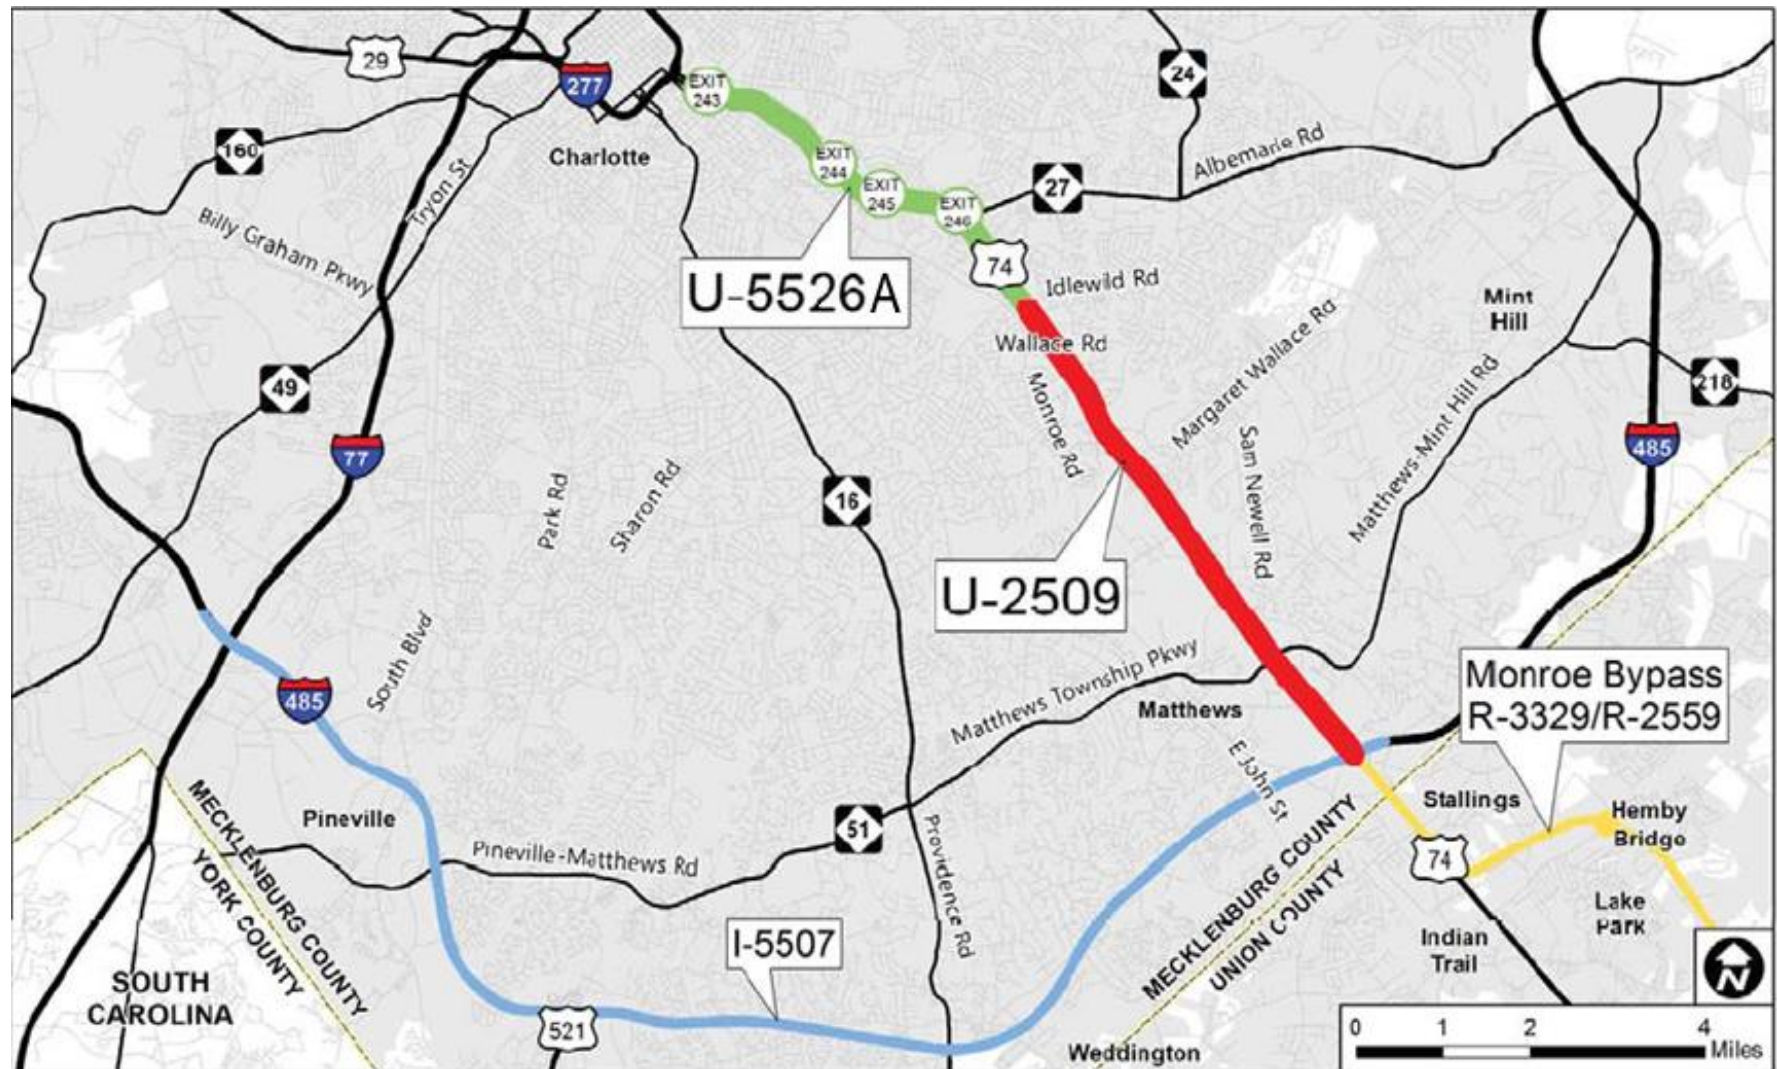 29
277
EXIT
243
24
160
Charlotte
EXIT
244
EXIT
245
EXIT
246
27
Albemarle Rd
Tryon St
Billy Graham Pkwy
U-5526A
74
Idlewild Rd
Mint
Hill
Wallace Rd
Margaret Wallace Rd
49
Monroe Rd
218
77
485
Sam Newell Rd
Matthews-Mint Hill Rd
Park Rd
Sharon Rd
16
U-2509
South Blvd
485
Matthews Township Pkwy
Matthews
Monroe Bypass
R-3329/R-2559
E John St
Stallings
Hemby
Bridge
Pineville
51
Pineville-Matthews Rd
Providence Rd
74
MECKLENBURG COUNTY
YORK COUNTY
MECKLENBURG COUNTY
UNION COUNTY
Lake
Park
Indian
Trail
I-5507
SOUTH
CAROLINA
521
Weddington
N
0 1 2 4
Miles